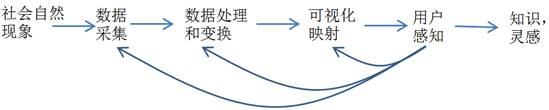 社会自然
现象
数据
采集
数据处理
和变换
可视化
映射
用户
感知
知识,
灵感